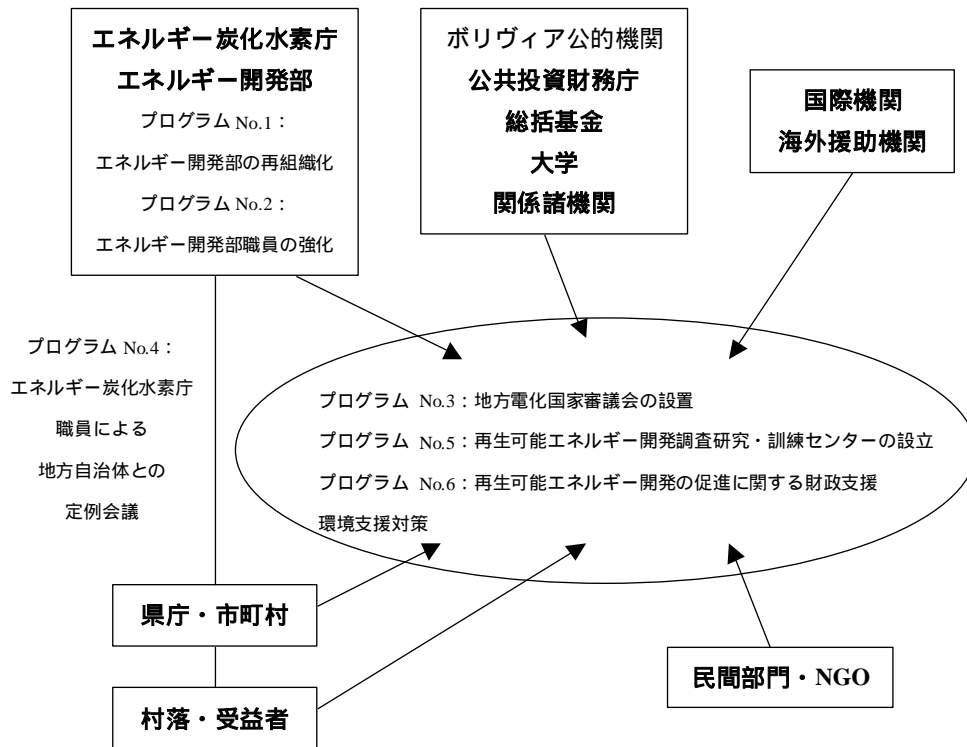 エネルギー炭化水素庁
エネルギー開発部
プログラム No.1：
エネルギー開発部の再組織化
プログラム No.2：
エネルギー開発部職員の強化
ボリヴィア公的機関
公共投資財務庁
総括基金
大学
関係諸機関
国際機関
海外援助機関
プログラム No.4：
エネルギー炭化水素庁
職員による
地方自治体との
定例会議
プログラム No.3：地方電化国家審議会の設置
プログラム No.5：再生可能エネルギー開発調査研究・訓練センターの設立
プログラム No.6：再生可能エネルギー開発の促進に関する財政支援
環境支援対策
県庁・市町村
村落・受益者
民間部門・NGO